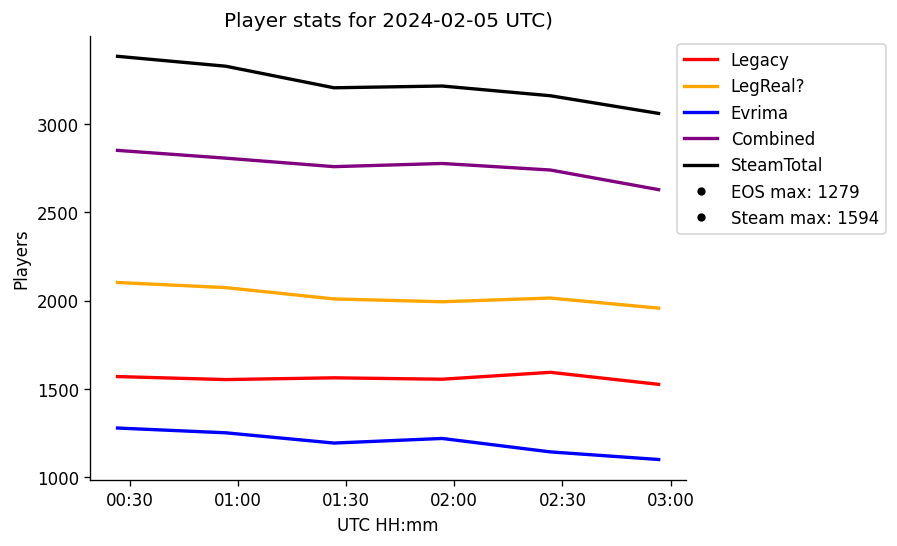 Player stats for 2024-02-05 UTC)
Legacy
LegReal?
Evrima
Combined
SteamTotal
EOS max: 1279
Steam max: 1594
Players
3000
2500
2000
1500
1000
00:30 01:00 01:30 02:00 02:30 03:00
UTC HH:mm